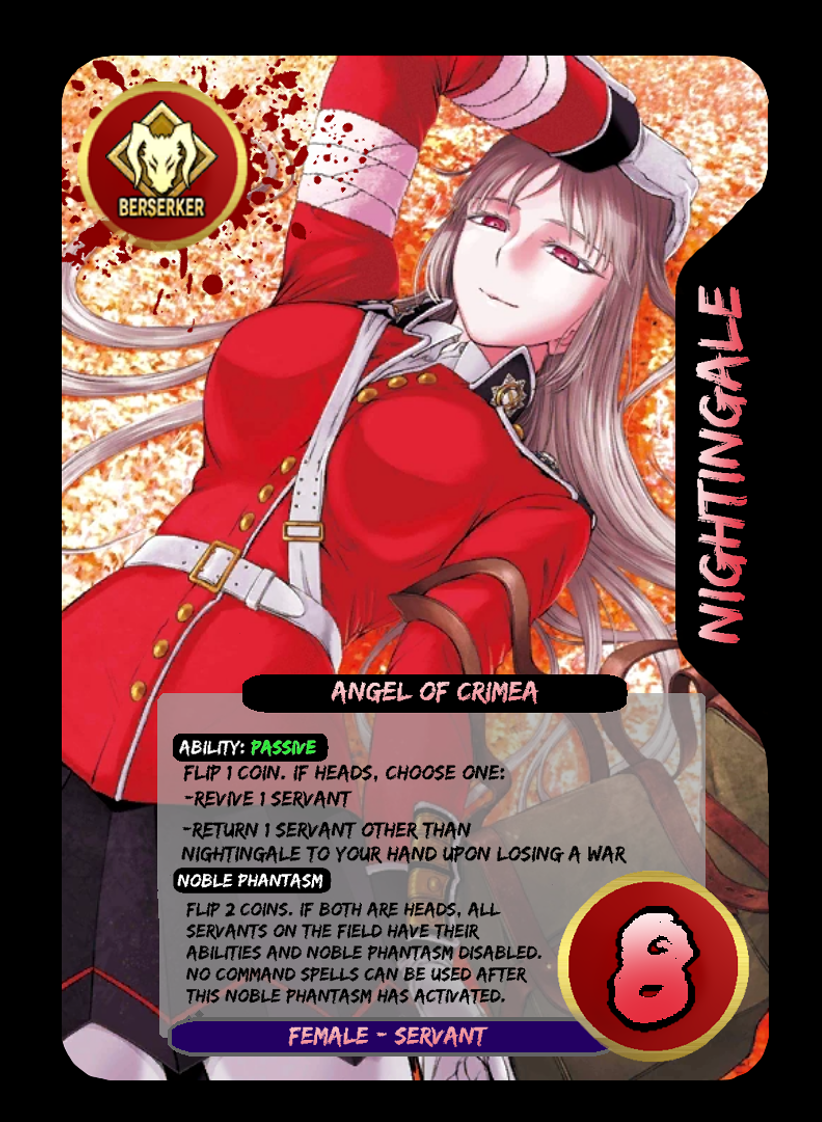 BERSERKER
NIGHTINGALE
ANGEL OF CRIMEA
ABILITY: PASSIVE
FLIP 1 COIN. IF HEADS, CHOOSE ONE:
-REVIVE 1 SERVANT
-RETURN 1 SERVANT OTHER THAN
NIGHTINGALE TO YOUR HAND UPON LOSING A WAR
NOBLE PHANTASM
FLIP 2 COINS. IF BOTH ARE HEADS, ALL
SERVANTS ON THE FIELD HAVE THEIR
ABILITIES AND NOBLE PHANTASM DISABLED.
NO COMMAND SPELLS CAN BE USED AFTER
THIS NOBLE PHANTASM HAS ACTIVATED.
8
FEMALE - SERVANT